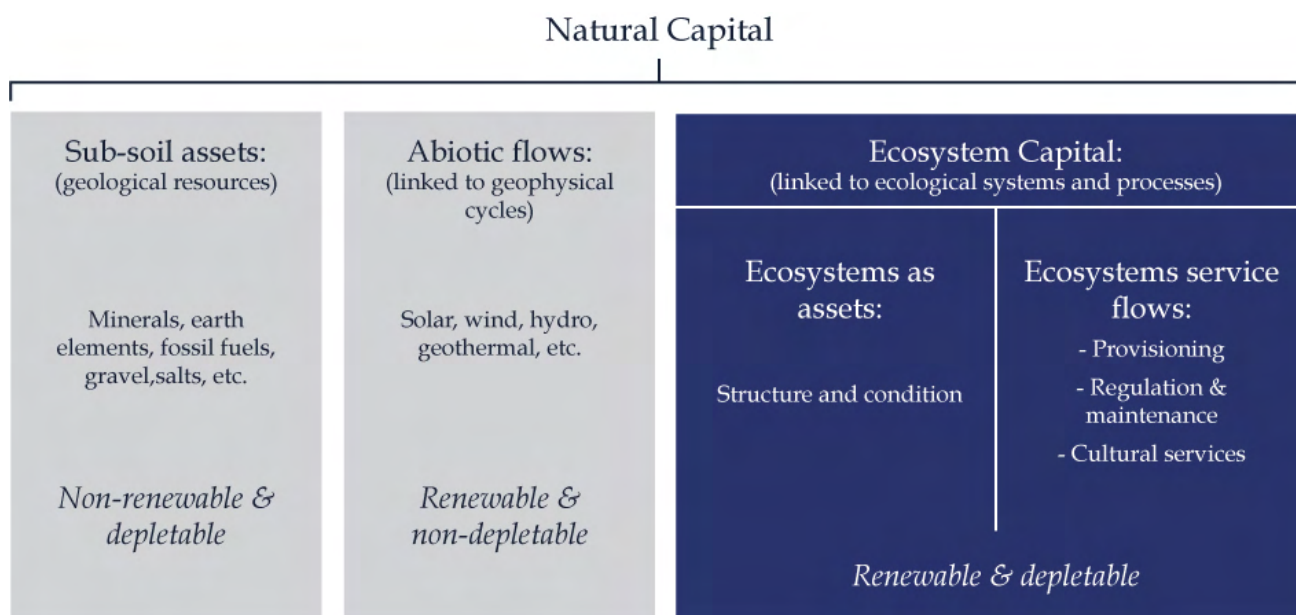 Natural Capital
Sub-soil assets:
(geological resources)
Minerals, earth
elements, fossil fuels,
gravel,salts, etc.
Non-renewable &
depletable
Abiotic flows:
(linked to geophysical
cycles)
Solar, wind, hydro,
geothermal, etc.
Renewable &
non-depletable
Ecosystem Capital:
(linked to ecological systems and processes)
Ecosystems as
assets:
Structure and condition
Ecosystems service
flows:
- Provisioning
- Regulation &
maintenance
- Cultural services
Renewable & depletable